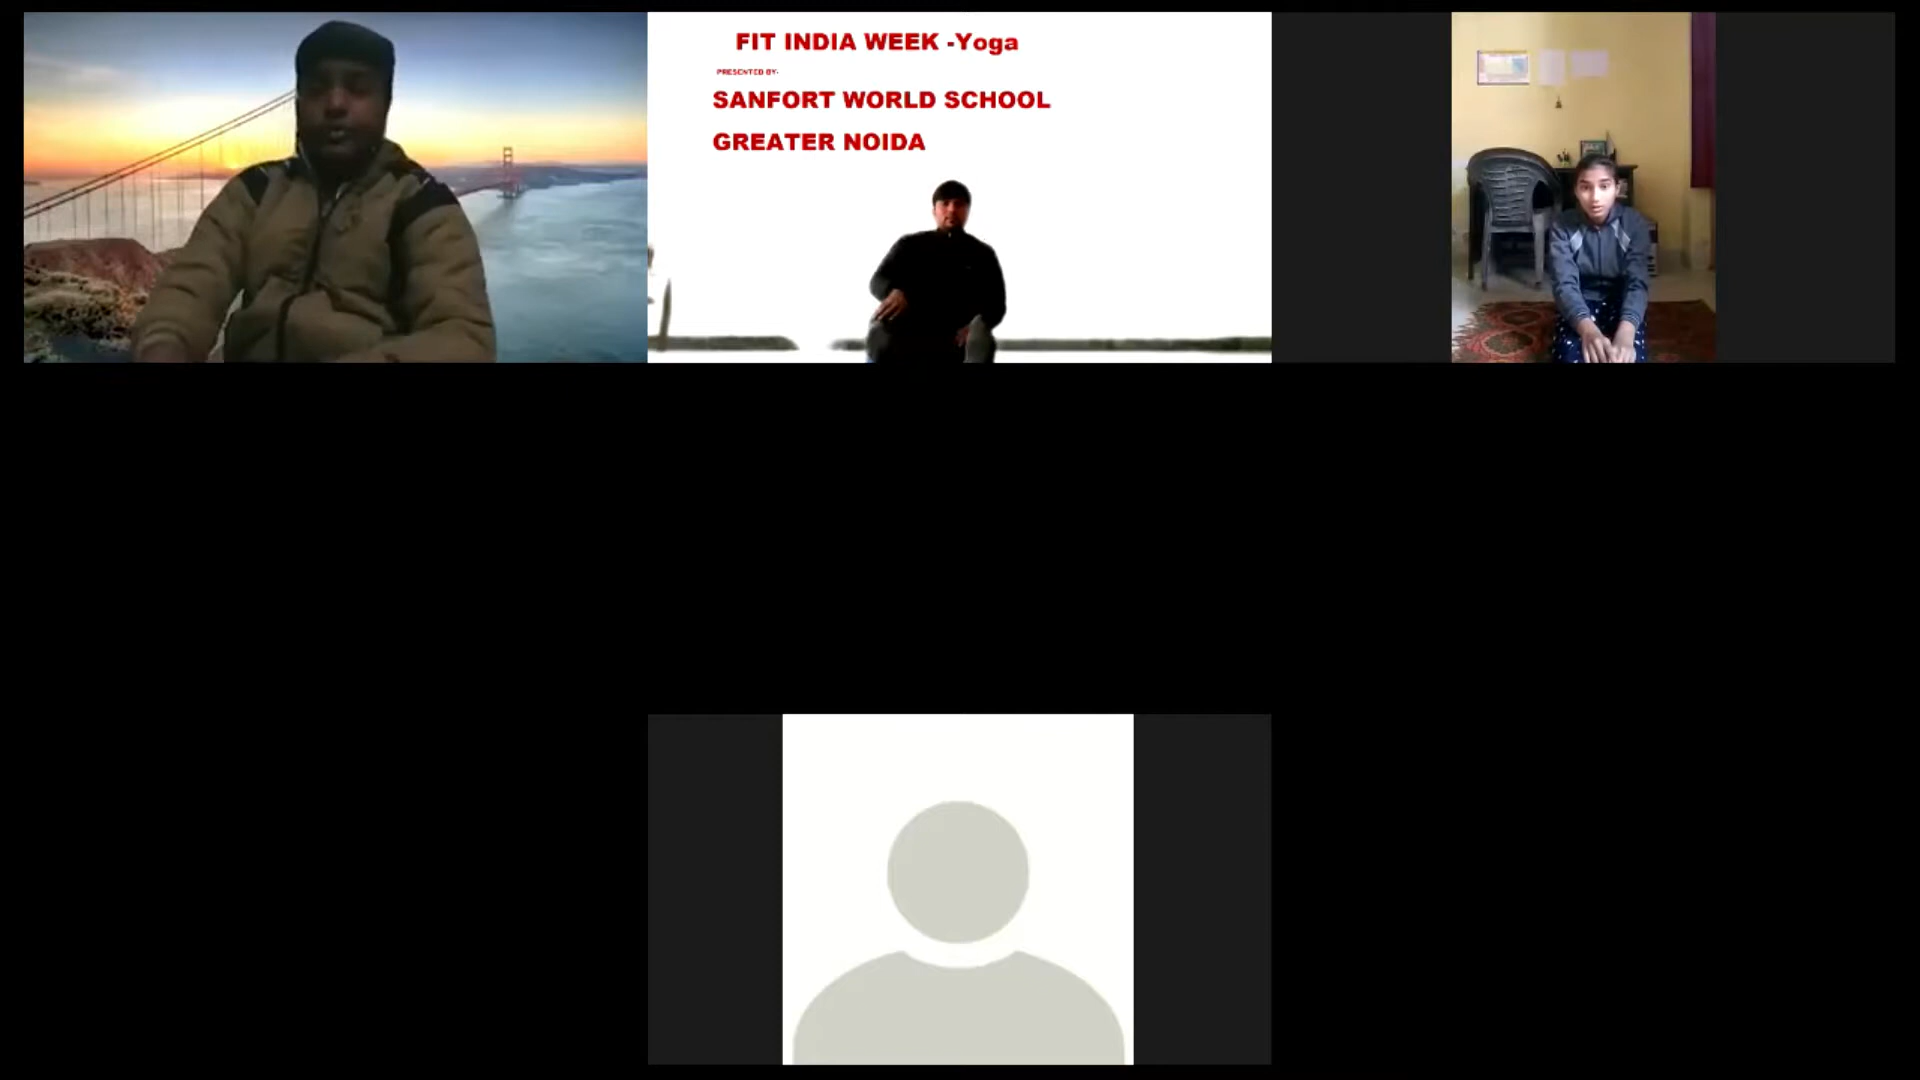 FIT INDIA WEEK -Yoga
PRESENTED BY-
SANFORT WORLD SCHOOL
GREATER NOIDA